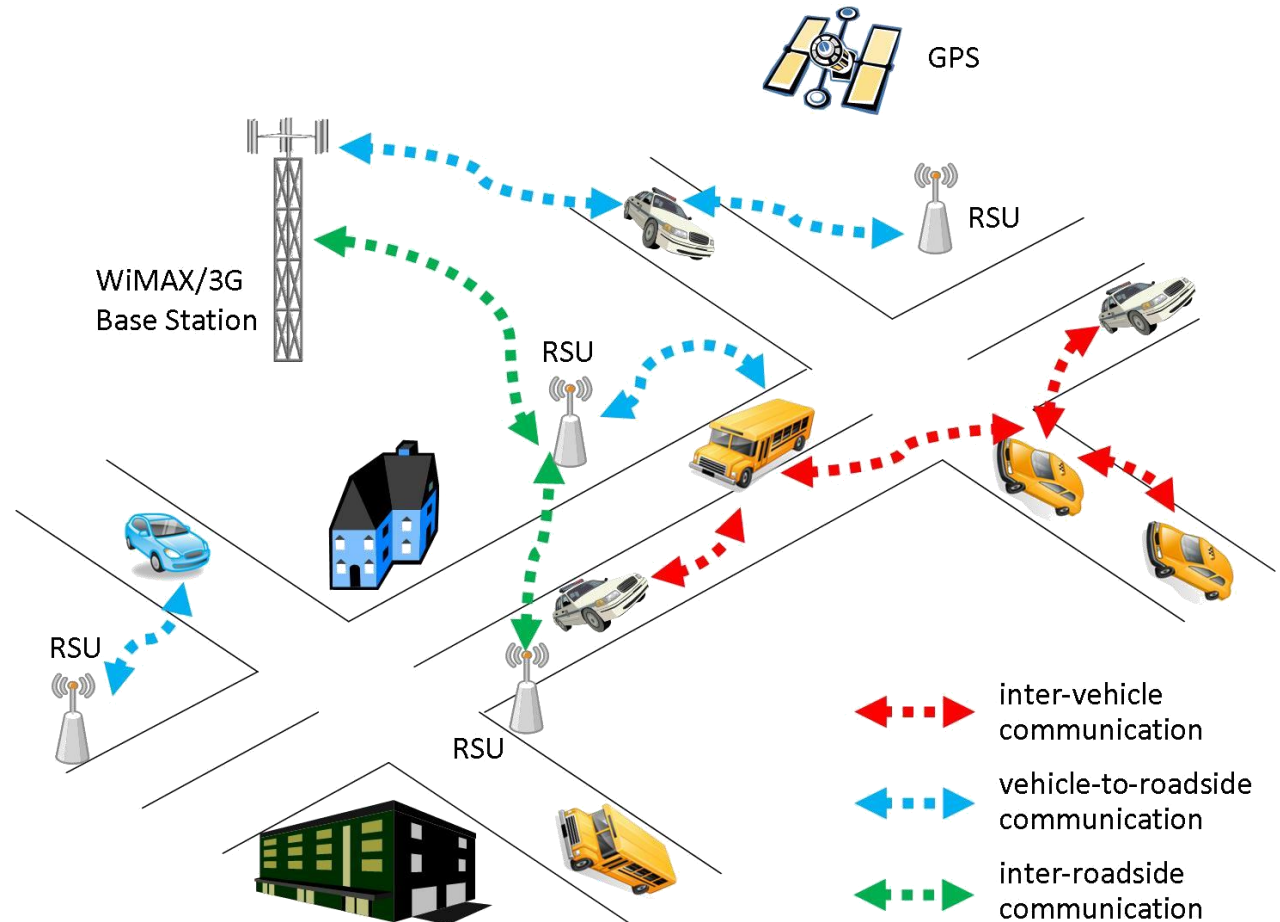 GPS
RSU
WiMAX/3G
Base Station
RSU
RSU
RSU
inter-vehicle
communication
vehicle-to-roadside
communication
inter-roadside
communication